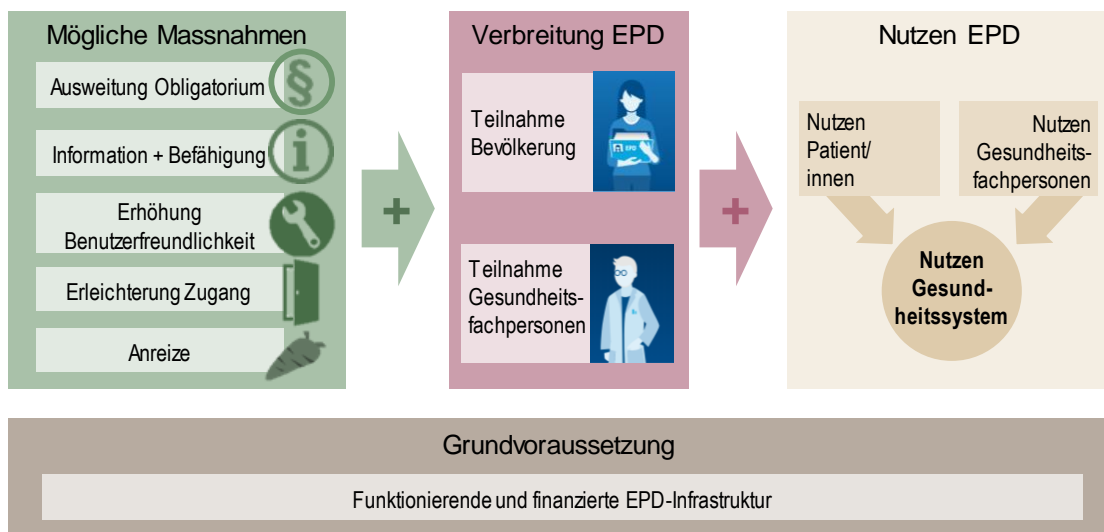 Mögliche Massnahmen
Ausweitung Obligatorium
§
Information + Befähigung
i
Erhöhung
Benutzerfreundlichkeit
Erleichterung Zugang
Anreize
+
Verbreitung EPD
Teilnahme
Bevölkerung
EPD
Teilnahme
Gesundheits-
fachpersonen
+
Nutzen EPD
Nutzen
Patient/
innen
Nutzen
Gesundheits-
fachpersonen
Nutzen
Gesund-
heitssystem
Grundvoraussetzung
Funktionierende und finanzierte EPD-Infrastruktur